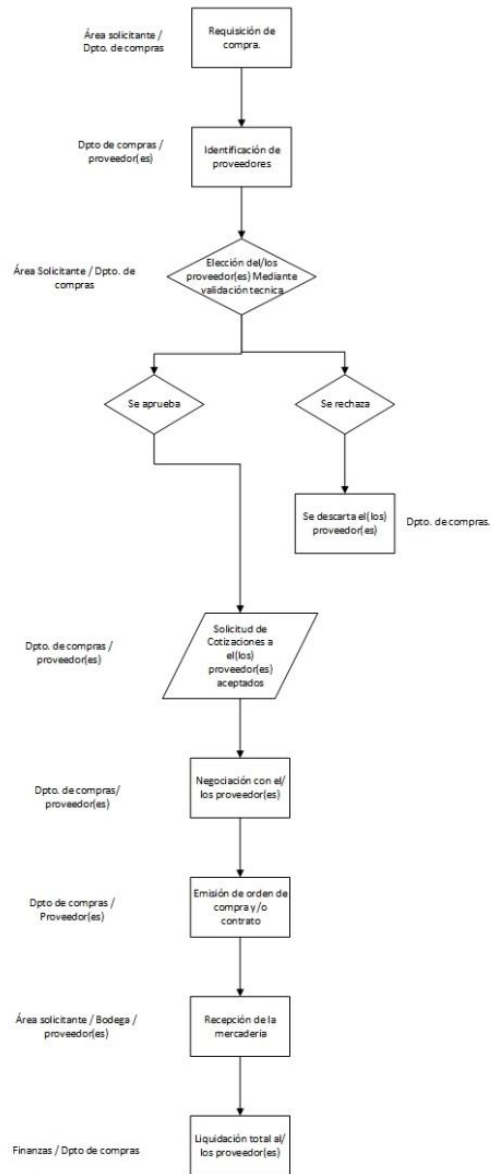 Área solicitante /
Dpto. de compras
Requisición de
compra.
Dpto de compras /
proveedor(es)
Identificación de
proveedores
Área Solicitante / Dpto. de
compras
Elección del/los
proveedor(es) Mediante
validación tecnica
Se aprueba
Se rechaza
Se descarta el(los)
proveedor(es)
Dpto. de compras.
Dpto. de compras /
proveedor(es)
Solicitud de
Cotizaciones a
el(los)
proveedor(es)
aceptados
Dpto. de compras/
proveedor(es)
Negociación con el/
los proveedor(es)
Dpto de compras /
Proveedor(es)
Emisión de orden de
compra y/o
contrato
Área solicitante / Bodega /
proveedor(es)
Recepción de la
mercaderia
Finanzas / Dpto de compras
Liquidación total al/
los proveedor(es)